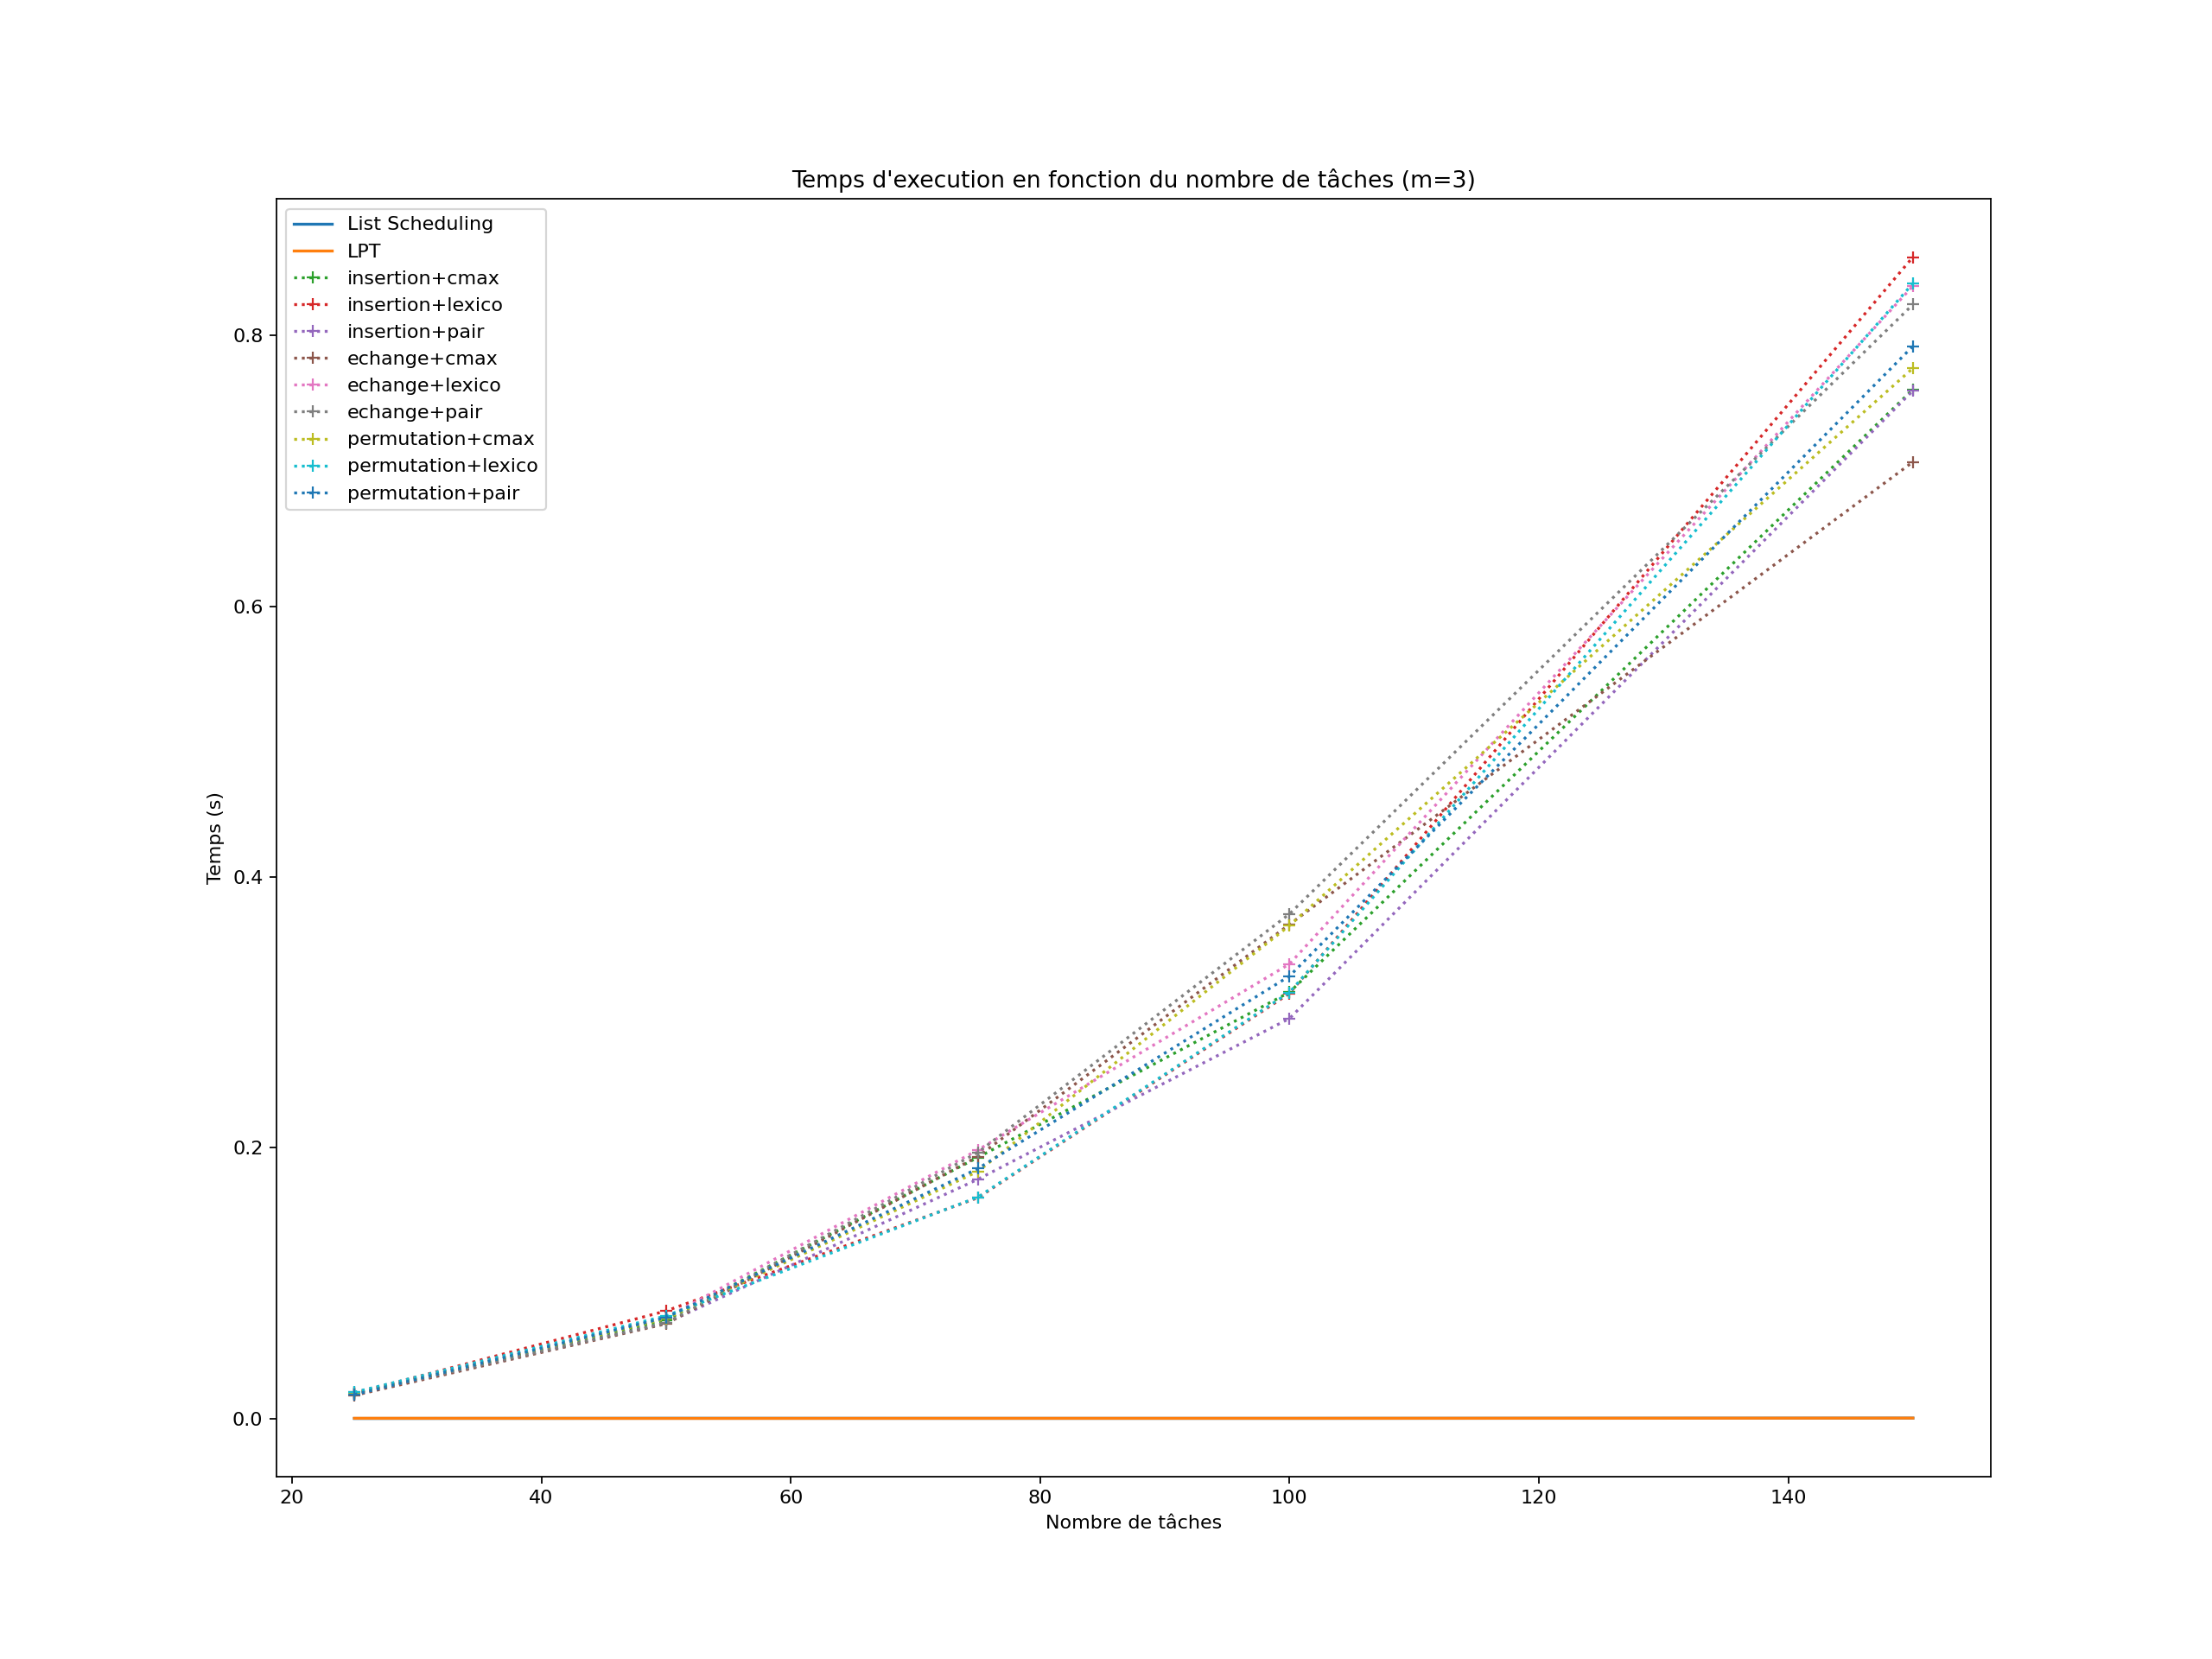 Temps d'execution en fonction du nombre de tâches (m=3)
List Scheduling
LPT
insertion+cmax
insertion+lexico
insertion+pair
echange+cmax
echange+lexico
echange+pair
permutation+cmax
permutation+lexico
permutation+pair
0.8
0.6
0.4
0.2
0.0
Temps (s)
20 40 60 80 100 120 140
Nombre de tâches